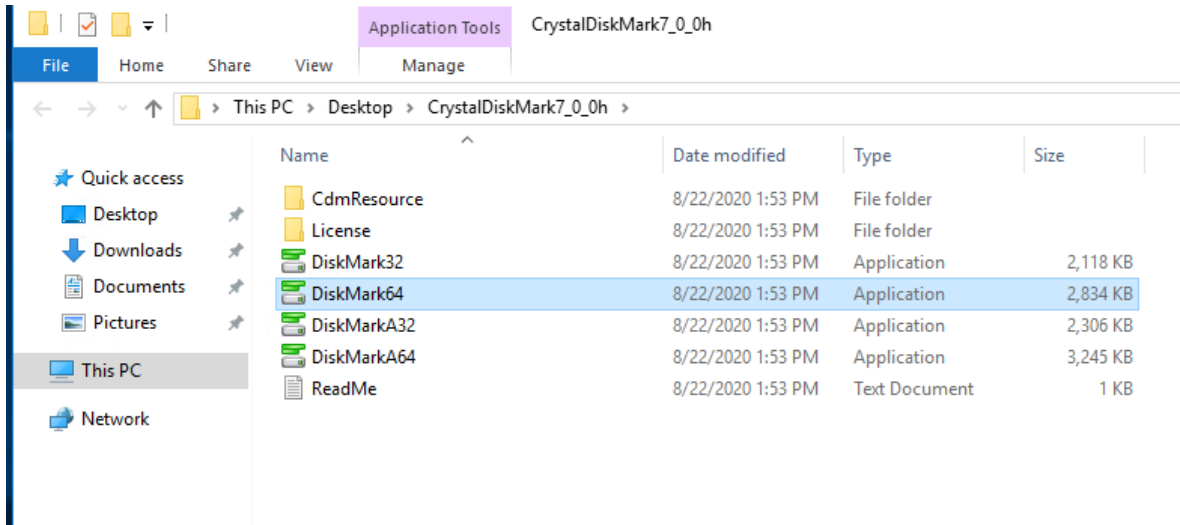 Application Tools CrystalDiskMark7_0_0h
File Home Share View Manage
This PC > Desktop > CrystalDiskMark7_0_0h >
Name Date modified Type Size
Quick access
Desktop
Downloads
Documents
Pictures
This PC
Network
CdmResource 8/22/2020 1:53 PM File folder
License 8/22/2020 1:53 PM File folder
DiskMark32 8/22/2020 1:53 PM Application 2,118 KB
DiskMark64 8/22/2020 1:53 PM Application 2,834 KB
DiskMarkA32 8/22/2020 1:53 PM Application 2,306 KB
DiskMarkA64 8/22/2020 1:53 PM Application 3,245 KB
ReadMe 8/22/2020 1:53 PM Text Document 1 KB